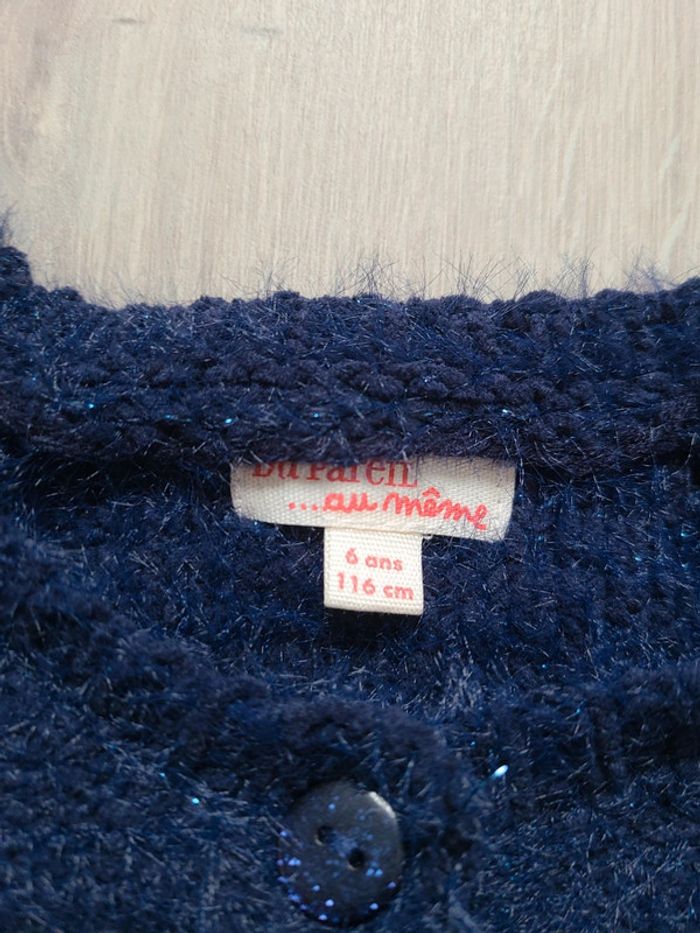 Du Pareil
...au même
6 ans
116 cm